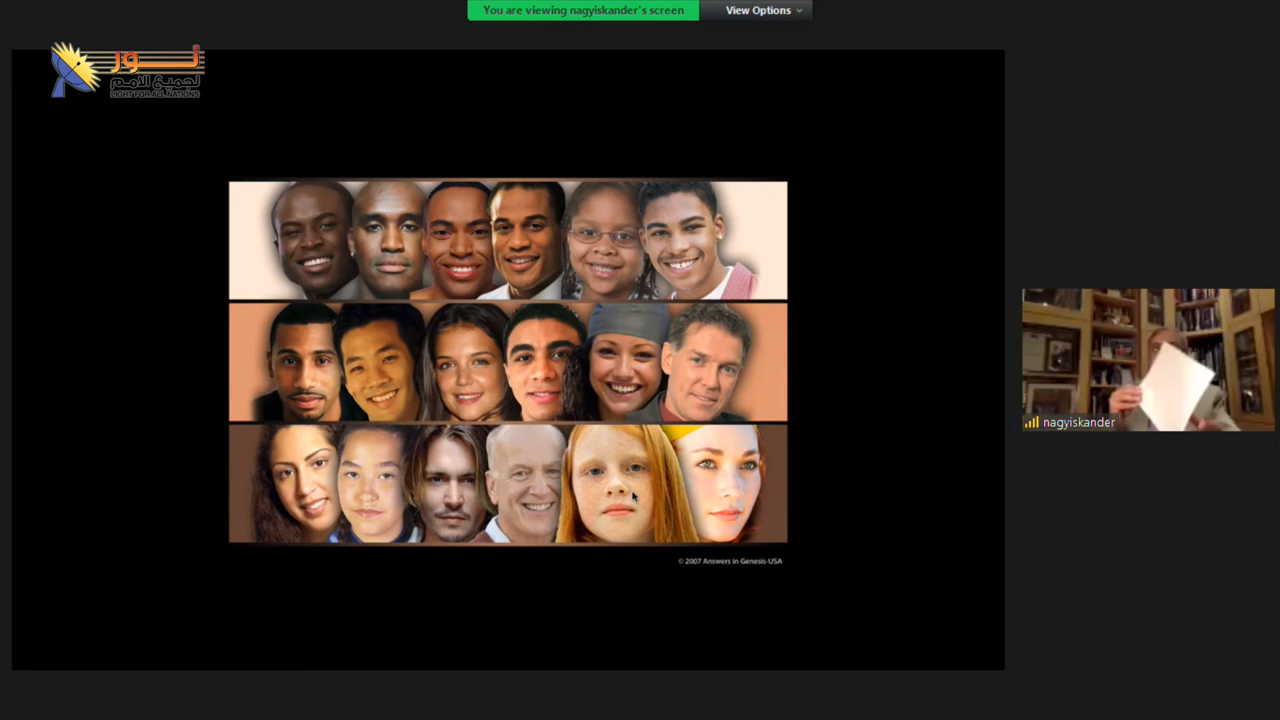 You are viewing nagyiskander's screen
View Options
نور
لجميع الامم
LIGHT FOR ALL NATIONS
nagyiskander
© 2007 Answers in Genesis-USA